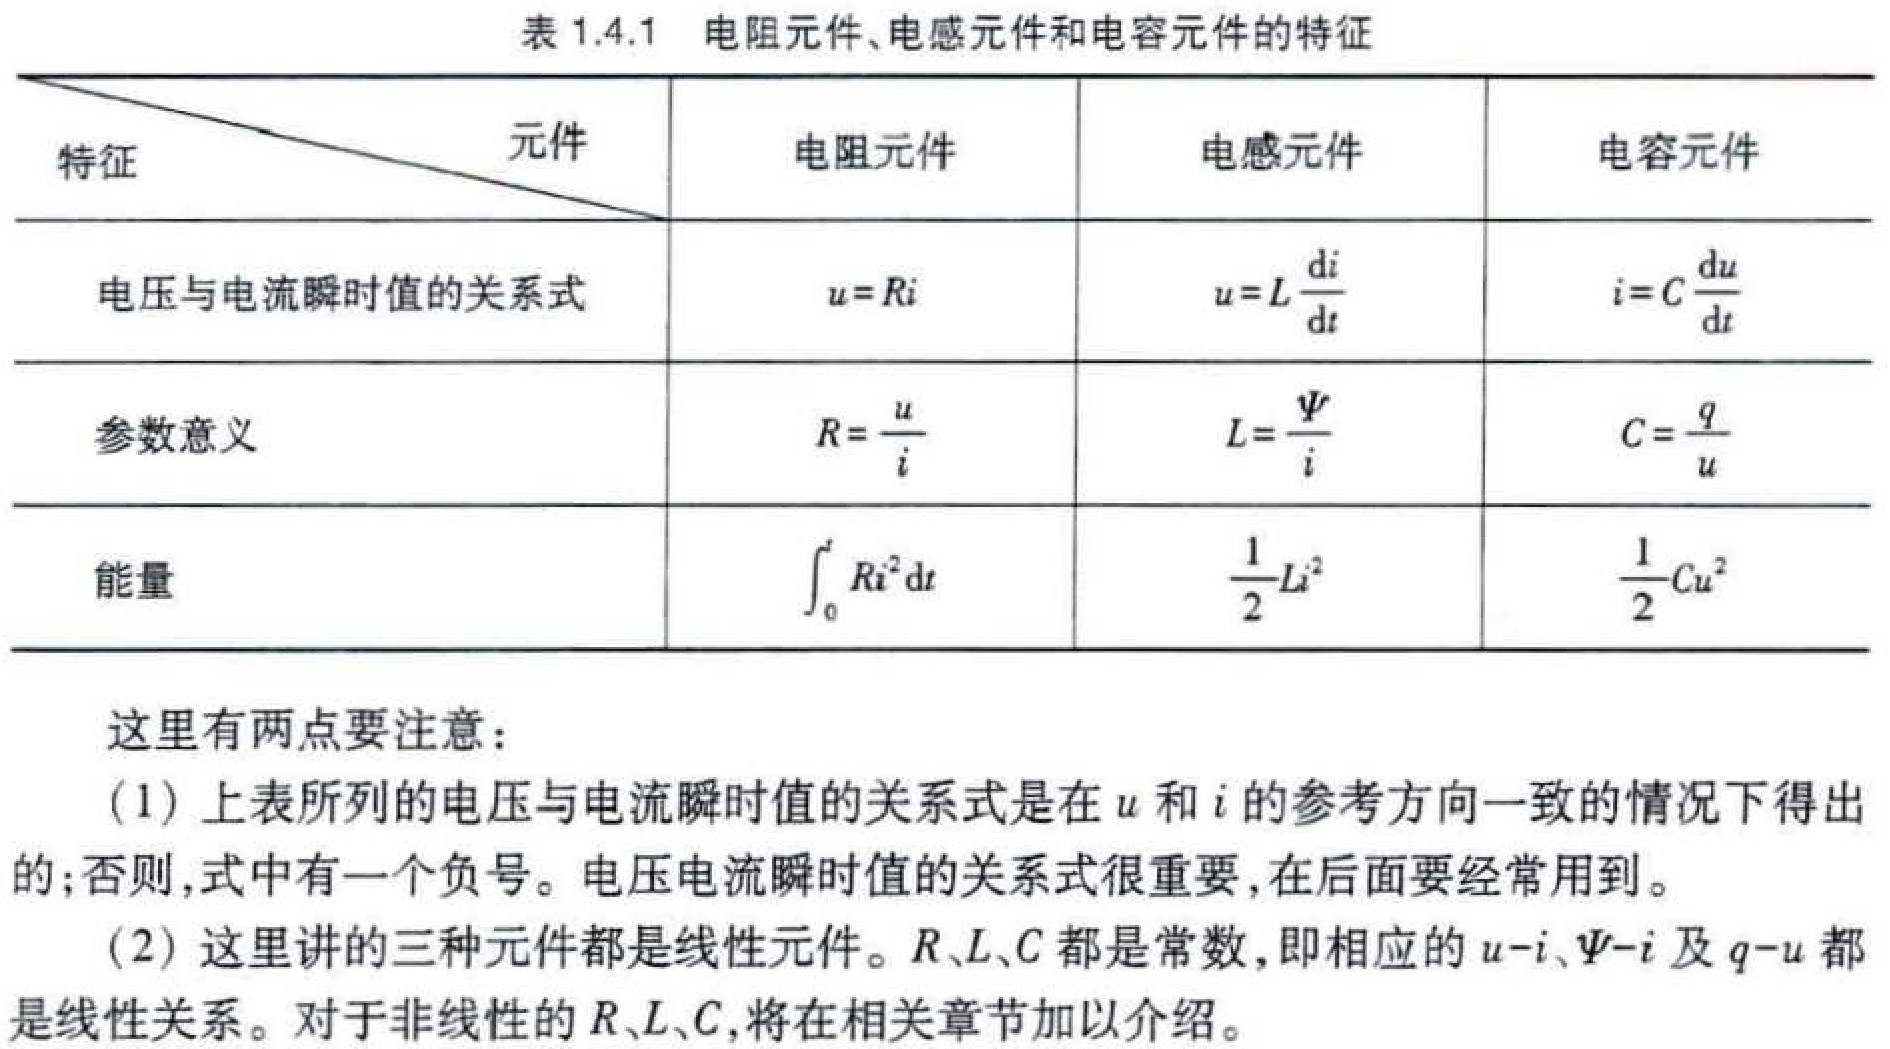 表 1.4.1 电阻元件、电感元件和电容元件的特征
特征 元件 电阻元件 电感元件 电容元件
电压与电流瞬时值的关系式 u=Ri u=L di/dt i=C du/dt
参数意义 R=u/i L=Ψ/i C=q/u
能量 ∫₀ᵗ Ri²dt 1/2 Li² 1/2 Cu²
这里有两点要注意:
(1) 上表所列的电压与电流瞬时值的关系式是在 u 和 i 的参考方向一致的情况下得出
的;否则,式中有一个负号。电压电流瞬时值的关系式很重要,在后面要经常用到。
(2) 这里讲的三种元件都是线性元件。R、L、C 都是常数,即相应的 u-i、Ψ-i 及 q-u 都
是线性关系。对于非线性的 R、L、C,将在相关章节加以介绍。